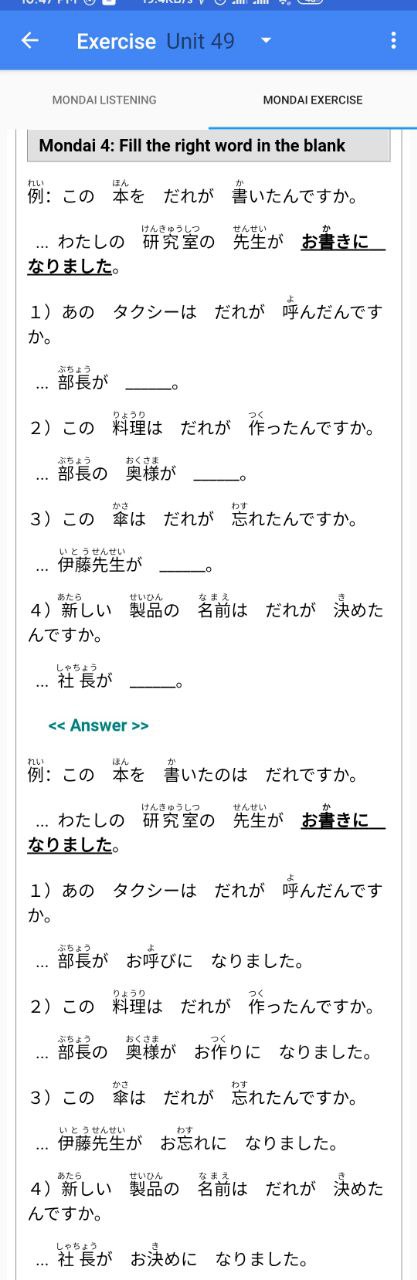 Exercise Unit 49
MONDAI LISTENING
MONDAI EXERCISE
Mondai 4: Fill the right word in the blank
れい ほん か
例：この 本を だれが 書いたんですか。
けんきゅうしつ せんせい か
... わたしの 研究室の 先生が お書きに
なりました。
よ
１）あの タクシーは だれが 呼んだんです
か。
ぶちょう
... 部長が ______。
りょうり つく
２）この 料理は だれが 作ったんですか。
ぶちょう おくさま
... 部長の 奥様が ______。
かさ わす
３）この 傘は だれが 忘れたんですか。
いとうせんせい
... 伊藤先生が ______。
あたら せいひん なまえ き
４）新しい 製品の 名前は だれが 決めた
んですか。
しゃちょう
... 社長が ______。
<< Answer >>
れい ほん か
例：この 本を 書いたのは だれですか。
けんきゅうしつ せんせい か
... わたしの 研究室の 先生が お書きに
なりました。
よ
１）あの タクシーは だれが 呼んだんです
か。
ぶちょう よ
... 部長が お呼びに なりました。
りょうり つく
２）この 料理は だれが 作ったんですか。
ぶちょう おくさま つく
... 部長の 奥様が お作りに なりました。
かさ わす
３）この 傘は だれが 忘れたんですか。
いとうせんせい わす
... 伊藤先生が お忘れに なりました。
あたら せいひん なまえ き
４）新しい 製品の 名前は だれが 決めた
んですか。
しゃちょう き
... 社長が お決めに なりました。